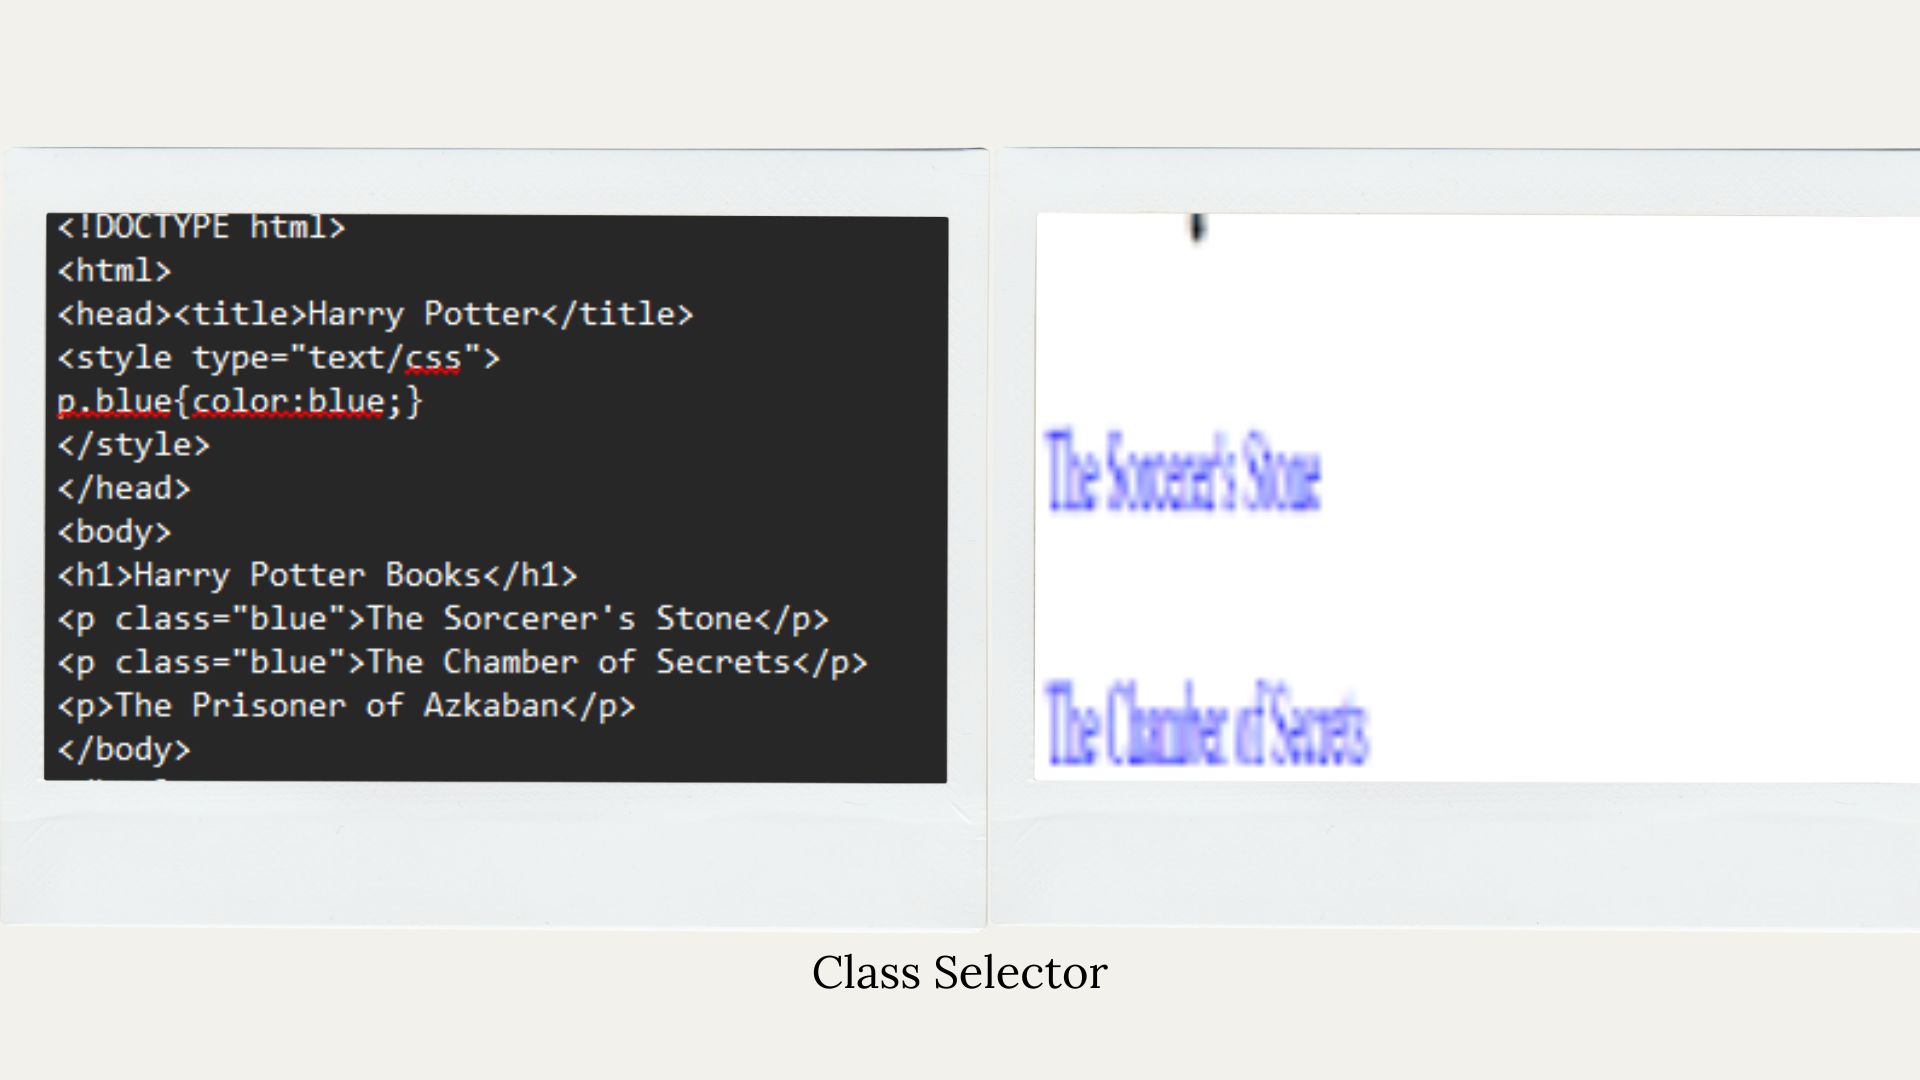 <!DOCTYPE html>
<html>
<head><title>Harry Potter</title>
<style type="text/css">
p.blue{color:blue;}
</style>
</head>
<body>
<h1>Harry Potter Books</h1>
<p class="blue">The Sorcerer's Stone</p>
<p class="blue">The Chamber of Secrets</p>
<p>The Prisoner of Azkaban</p>
</body>
The Sorcerer's Stone
The Chamber of Secrets
Class Selector